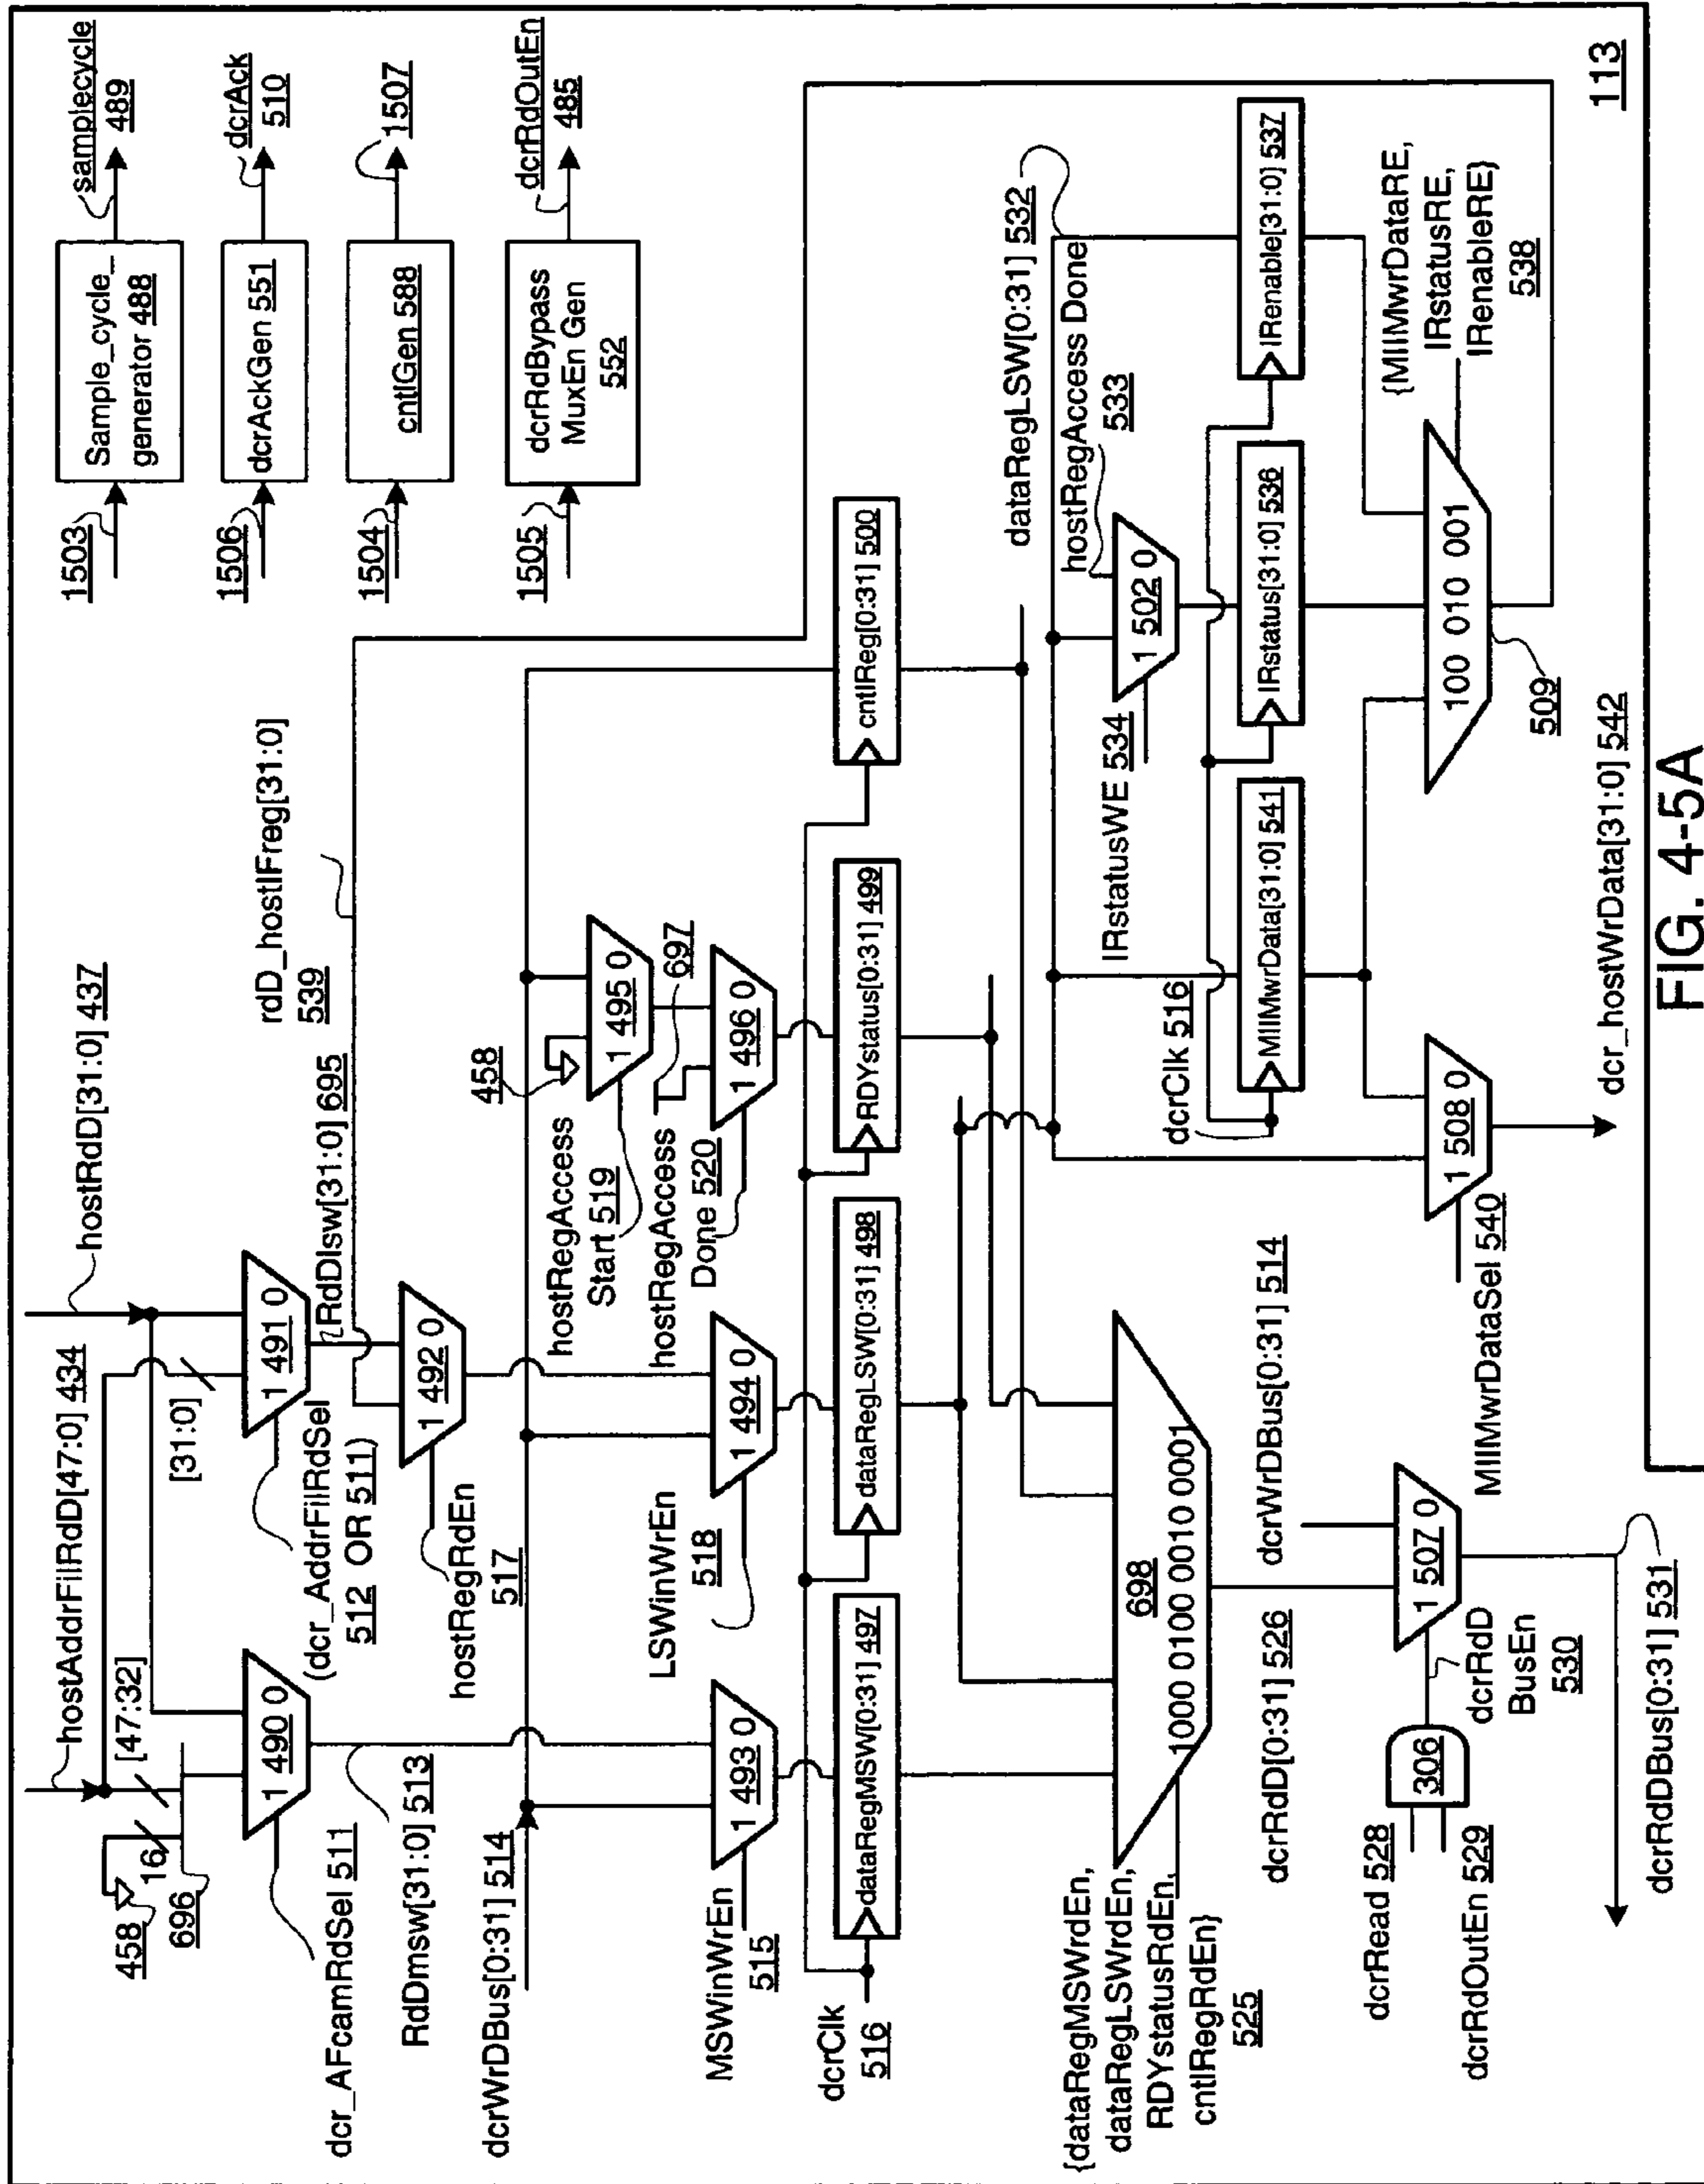 hostAddrFilRdD[47:0] 434
hostRdD[31:0] 437
458
16
696
[47:32]
[31:0]
1 490 0
1 491 0
dcr_AFcamRdSel 511
(dcr_AddrFilRdSel
512 OR 511)
RdDlsw[31:0] 695
rdD_hostIFreg[31:0]
539
RdDmsw[31:0] 513
1 492 0
hostRegRdEn
517
dcrWrDBus[0:31] 514
458
1 495 0
hostRegAccess
Start 519
697
hostRegAccess
Done 520
1 496 0
MSWinWrEn
515
1 493 0
LSWinWrEn
518
1 494 0
dcrClk
516
dataRegMSW[0:31] 497
dataRegLSW[0:31] 498
RDYstatus[0:31] 499
cntlReg[0:31] 500
1503
Sample_cycle_
generator 488
samplecycle
489
1506
dcrAckGen 551
dcrAck
510
1504
cntlGen 588
1507
1505
dcrRdBypass
MuxEn Gen
552
dcrRdOutEn
485
{dataRegMSWrdEn,
dataRegLSWrdEn,
RDYstatusRdEn,
cntlRegRdEn}
525
698
1000 0100 0010 0001
dataRegLSW[0:31] 532
hostRegAccess Done
533
IRstatusWE 534
1 502 0
dcrClk 516
MIIMwrData[31:0] 541
IRstatus[31:0] 536
IRenable[31:0] 537
{MIIMwrDataRE,
IRstatusRE,
IRenableRE}
538
100 010 001
509
dcrRdD[0:31] 526
dcrWrDBus[0:31] 514
1 507 0
MIIMwrDataSel 540
1 508 0
dcrRead 528
dcrRdOutEn 529
306
dcrRdD
BusEn
530
dcrRdDBus[0:31] 531
dcr_hostWrData[31:0] 542
113
FIG. 4-5A